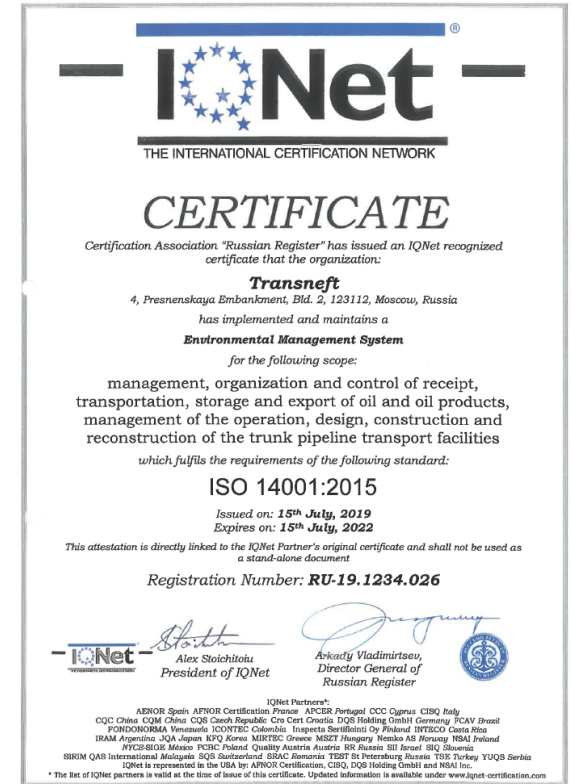 IQNet ®
THE INTERNATIONAL CERTIFICATION NETWORK
CERTIFICATE
Certification Association "Russian Register" has issued an IQNet recognized
certificate that the organization:
Transneft
4, Presnenskaya Embankment, Bld. 2, 123112, Moscow, Russia
has implemented and maintains a
Environmental Management System
for the following scope:
management, organization and control of receipt,
transportation, storage and export of oil and oil products,
management of the operation, design, construction and
reconstruction of the trunk pipeline transport facilities
which fulfils the requirements of the following standard:
ISO 14001:2015
Issued on: 15th July, 2019
Expires on: 15th July, 2022
This attestation is directly linked to the IQNet Partner's original certificate and shall not be used as
a stand-alone document
Registration Number: RU-19.1234.026
IQNet
Alex Stoichitoiu
President of IQNet
Arkady Vladimirtsev,
Director General of
Russian Register
IQNet Partners*:
AENOR Spain AFNOR Certification France APCER Portugal CCC Cyprus CISQ Italy
CQC China CQM China CQS Czech Republic Cro Cert Croatia DQS Holding GmbH Germany FCAV Brazil
FONDONORMA Venezuela ICONTEC Colombia Inspecta Sertifiointi Oy Finland INTECO Costa Rica
IRAM Argentina JQA Japan KFQ Korea MIRTEC Greece MSZT Hungary Nemko AS Norway NSAI Ireland
NYCE-SIGE México PCBC Poland Quality Austria Austria RR Russia SII Israel SIQ Slovenia
SIRIM QAS International Malaysia SQS Switzerland SRAC Romania TEST St Petersburg Russia TSE Turkey YUQS Serbia
IQNet is represented in the USA by: AFNOR Certification, CISQ, DQS Holding GmbH and NSAI Inc.
* The list of IQNet partners is valid at the time of issue of this certificate. Updated information is available under www.iqnet-certification.com